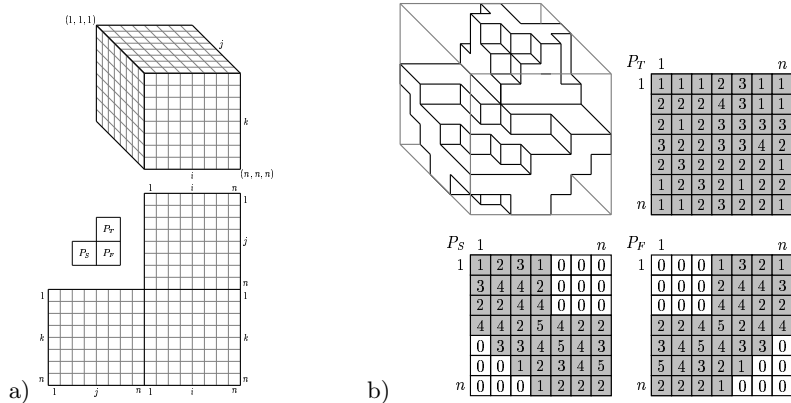 (1, 1, 1)
j
k
i
(n, n, n)
1 i n
1
P_T
P_S P_F
j
n
1 1
k k
n n
1 j n 1 i n
a)
P_T 1 n
1 1 1 1 2 3 1 1
2 2 2 4 3 1 1
2 1 2 3 3 3 3
3 2 2 3 3 4 2
2 3 2 2 2 2 1
1 2 3 2 1 2 2
n 1 1 2 3 2 2 1
P_S 1 n
1 1 2 3 1 0 0 0
3 4 4 2 0 0 0
2 2 4 4 0 0 0
4 4 2 5 4 2 2
0 3 3 4 5 4 3
0 0 1 2 3 4 5
n 0 0 0 1 2 2 2
P_F 1 n
1 0 0 0 1 3 2 1
0 0 0 2 4 4 3
0 0 0 4 4 2 2
2 2 4 5 2 4 4
3 4 5 4 3 3 0
5 4 3 2 1 0 0
n 2 2 2 1 0 0 0
b)